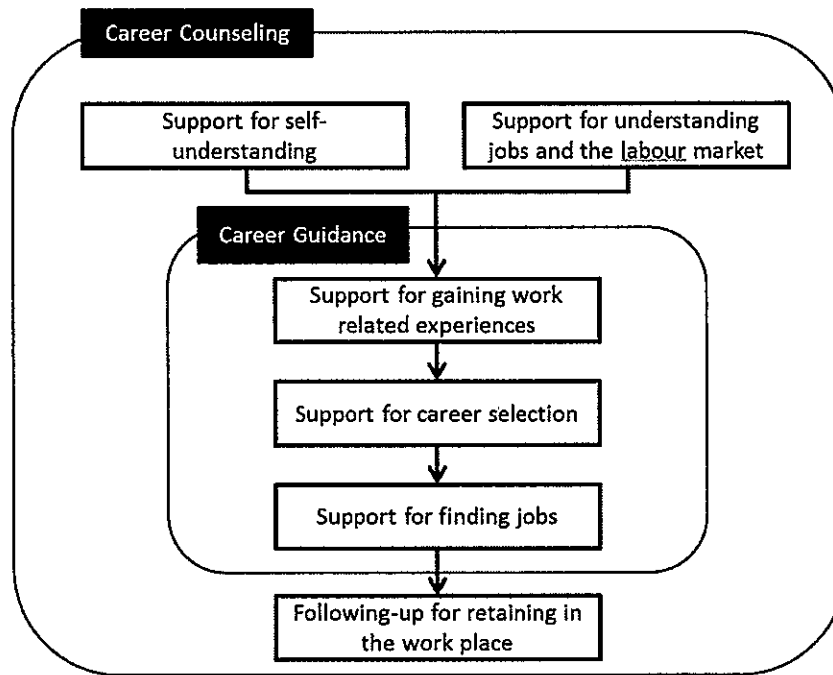 Career Counseling
Support for self-
understanding
Support for understanding
jobs and the labour market
Career Guidance
Support for gaining work
related experiences
Support for career selection
Support for finding jobs
Following-up for retaining in
the work place